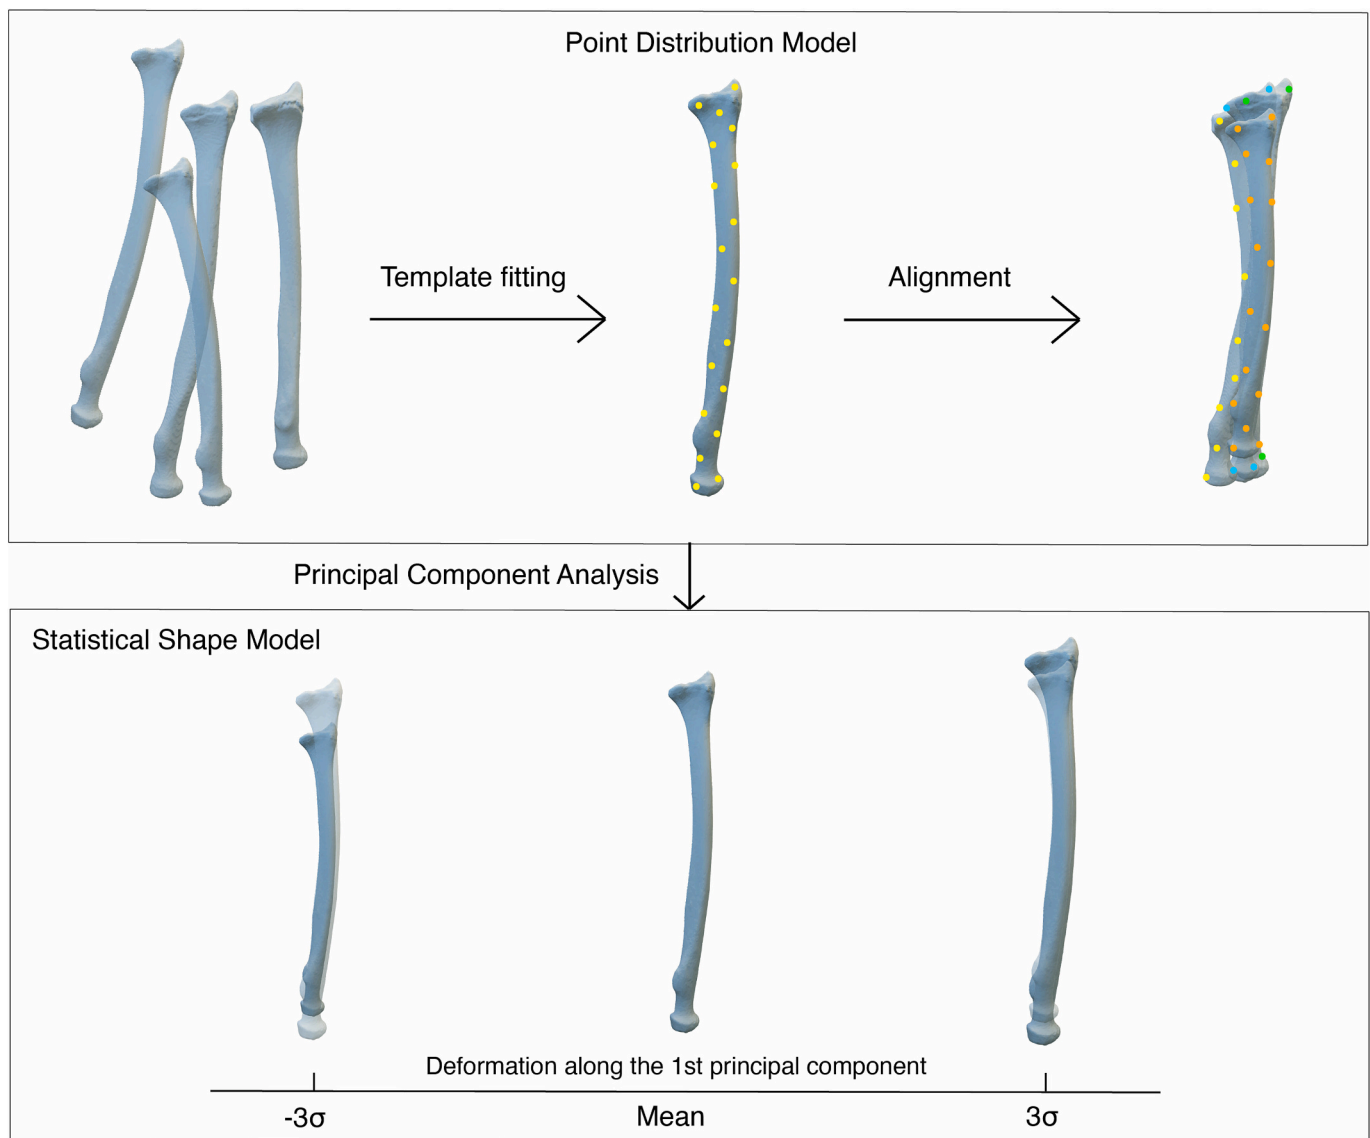 Point Distribution Model
Template fitting
Alignment
Principal Component Analysis
Statistical Shape Model
Deformation along the 1st principal component
-3σ
Mean
3σ